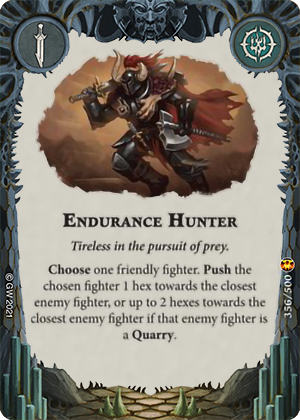 ENDURANCE HUNTER
Tireless in the pursuit of prey.
Choose one friendly fighter. Push the
chosen fighter 1 hex towards the closest
enemy fighter, or up to 2 hexes towards the
closest enemy fighter if that enemy fighter is
a Quarry.
© GW 2021
356/500